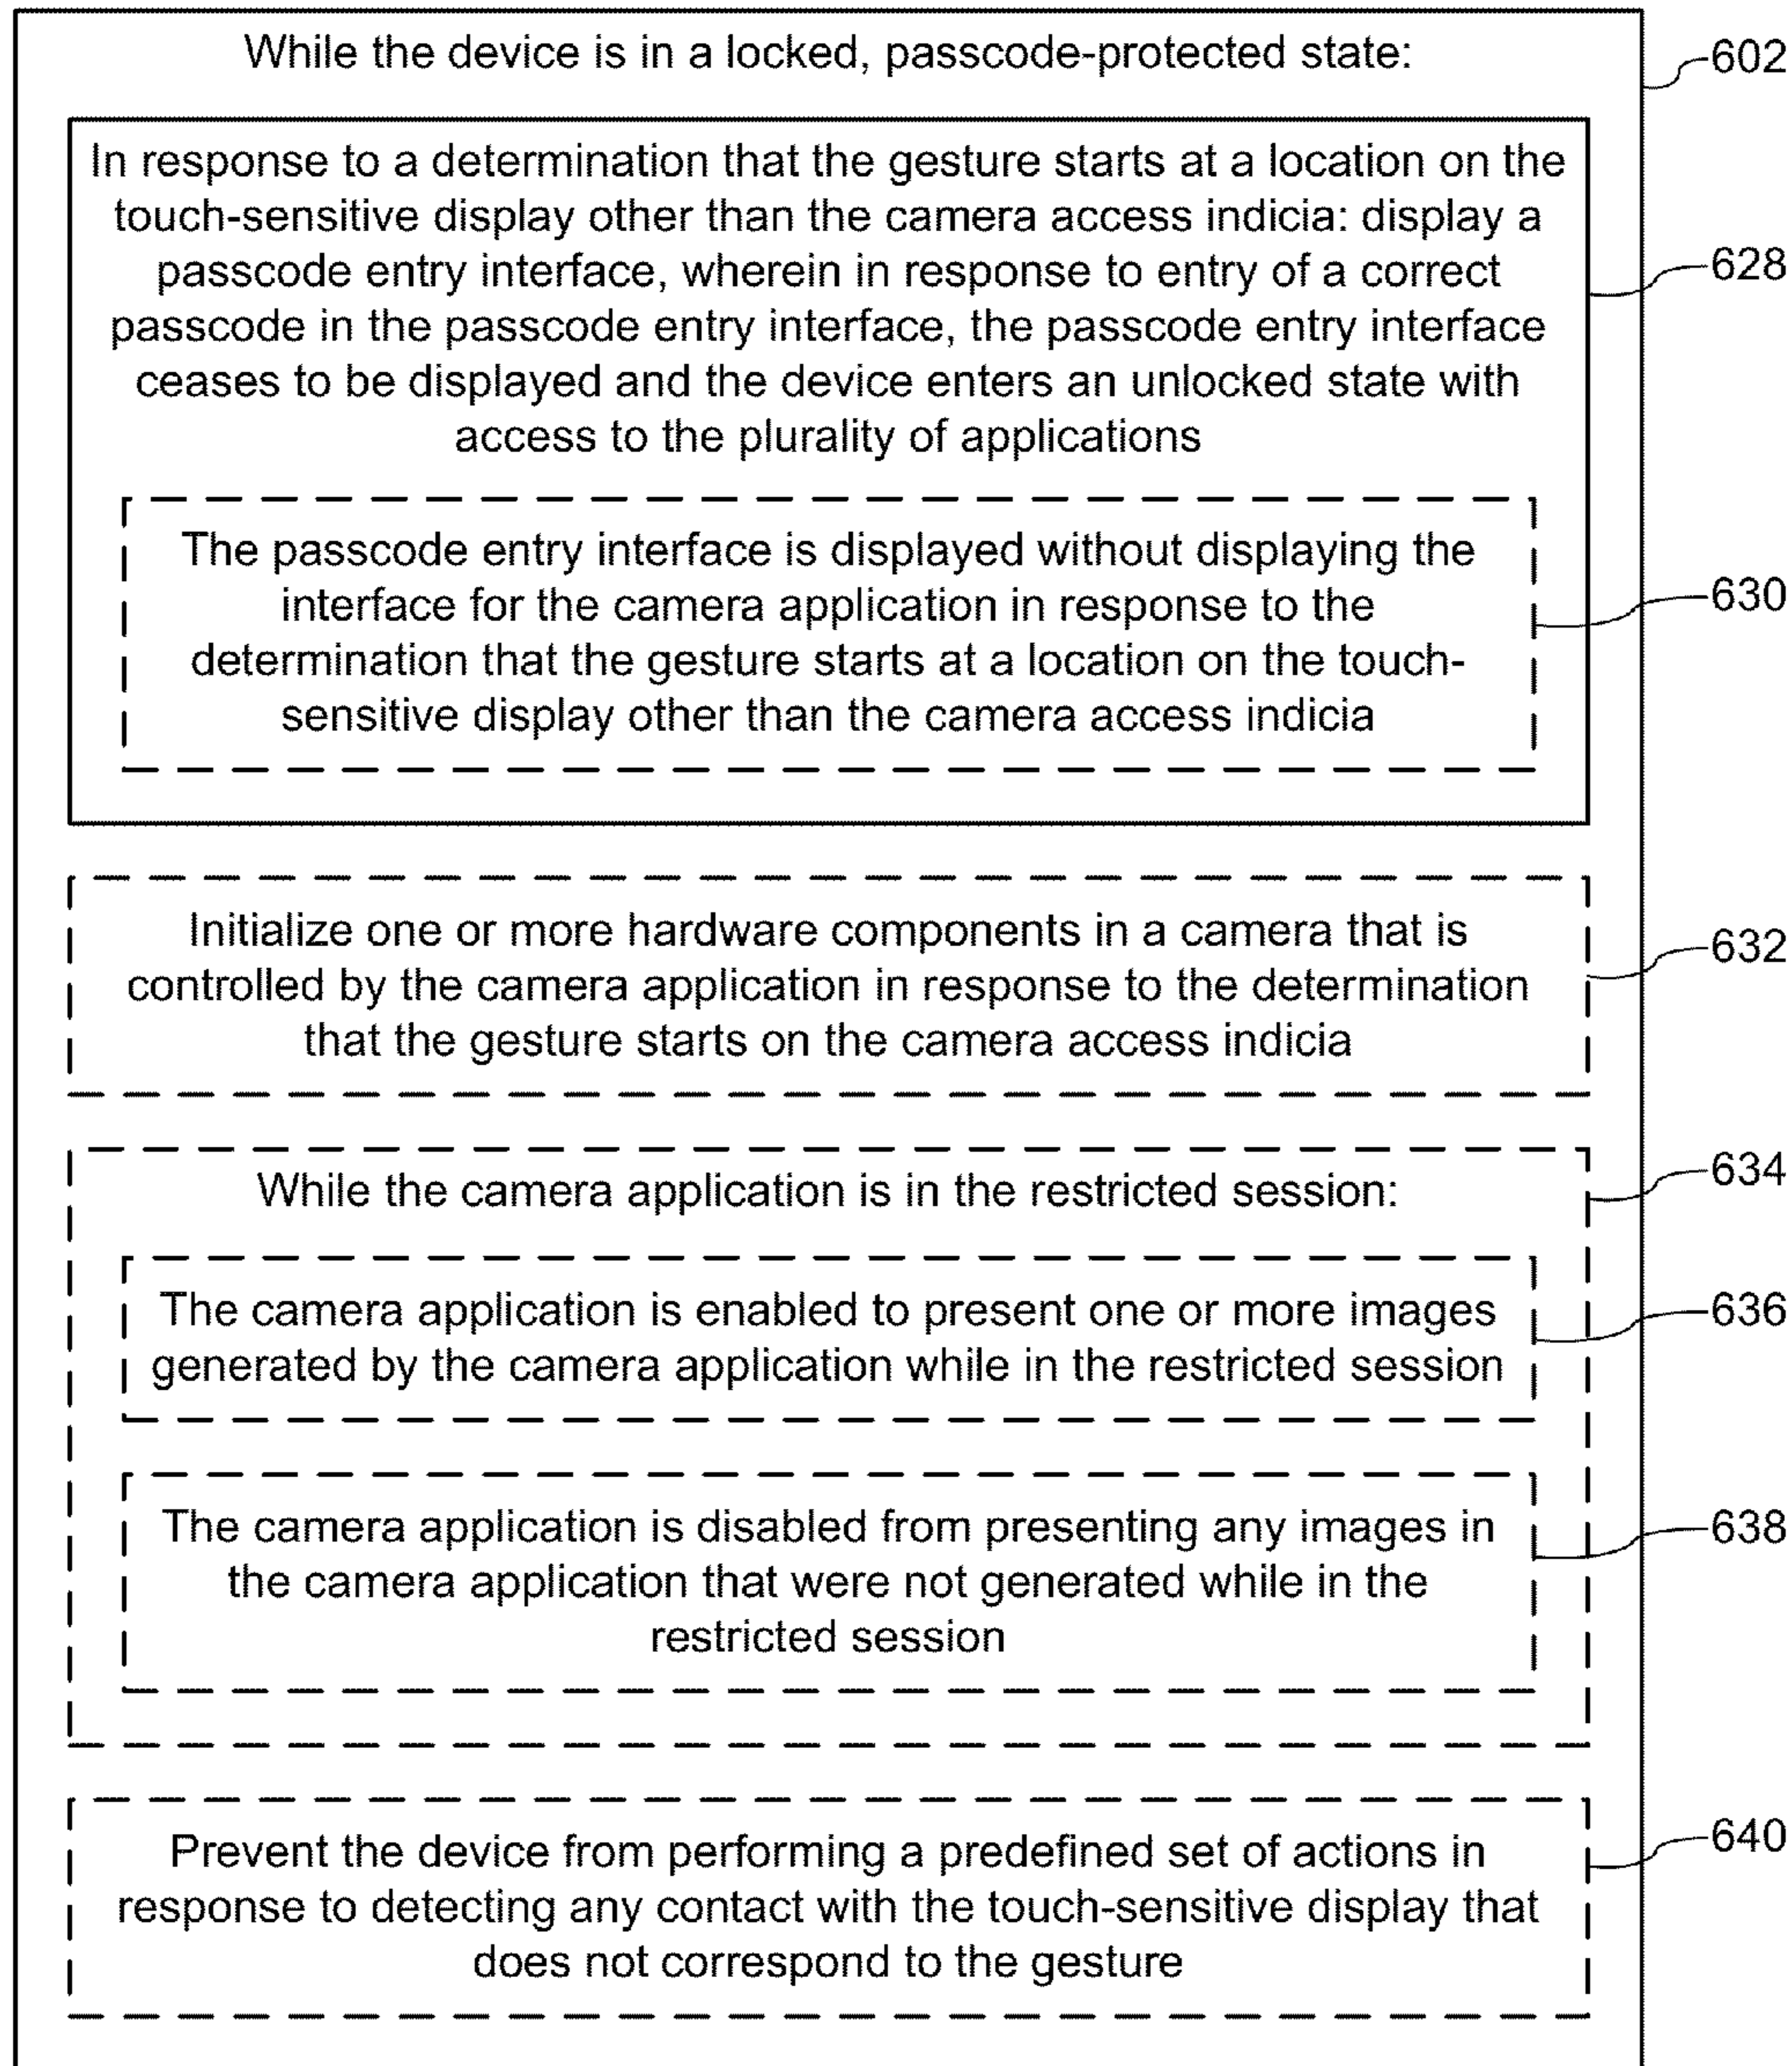 While the device is in a locked, passcode-protected state:
602
In response to a determination that the gesture starts at a location on the
touch-sensitive display other than the camera access indicia: display a
passcode entry interface, wherein in response to entry of a correct
passcode in the passcode entry interface, the passcode entry interface
ceases to be displayed and the device enters an unlocked state with
access to the plurality of applications
628
The passcode entry interface is displayed without displaying the
interface for the camera application in response to the
determination that the gesture starts at a location on the touch-
sensitive display other than the camera access indicia
630
Initialize one or more hardware components in a camera that is
controlled by the camera application in response to the determination
that the gesture starts on the camera access indicia
632
While the camera application is in the restricted session:
634
The camera application is enabled to present one or more images
generated by the camera application while in the restricted session
636
The camera application is disabled from presenting any images in
the camera application that were not generated while in the
restricted session
638
Prevent the device from performing a predefined set of actions in
response to detecting any contact with the touch-sensitive display that
does not correspond to the gesture
640